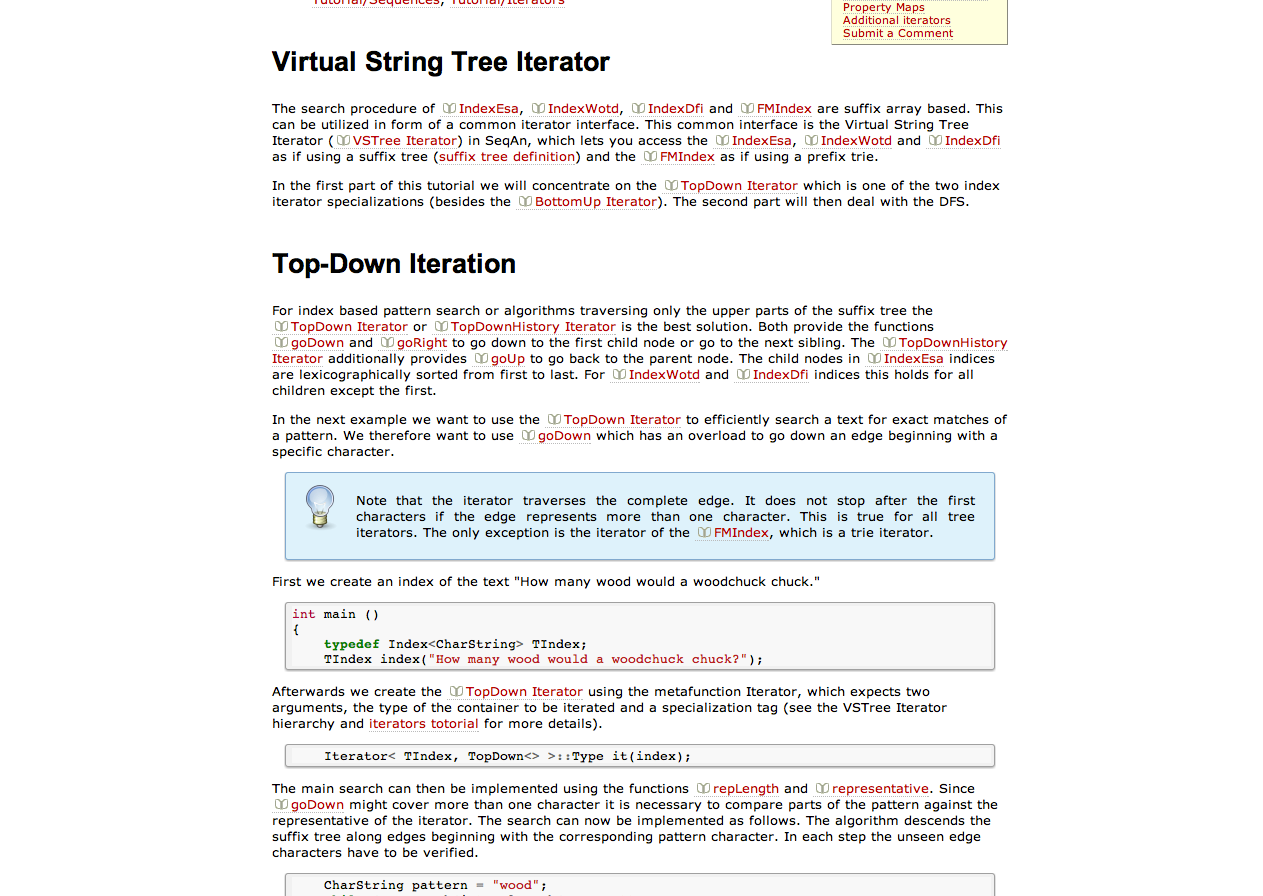 Tutorial/Sequences, Tutorial/Iterators
Property Maps
Additional iterators
Submit a Comment
Virtual String Tree Iterator
The search procedure of IndexEsa, IndexWotd, IndexDfi and FMIndex are suffix array based. This
can be utilized in form of a common iterator interface. This common interface is the Virtual String Tree
Iterator ( VSTree Iterator) in SeqAn, which lets you access the IndexEsa, IndexWotd and IndexDfi
as if using a suffix tree (suffix tree definition) and the FMIndex as if using a prefix trie.
In the first part of this tutorial we will concentrate on the TopDown Iterator which is one of the two index
iterator specializations (besides the BottomUp Iterator). The second part will then deal with the DFS.
Top-Down Iteration
For index based pattern search or algorithms traversing only the upper parts of the suffix tree the
TopDown Iterator or TopDownHistory Iterator is the best solution. Both provide the functions
goDown and goRight to go down to the first child node or go to the next sibling. The TopDownHistory
Iterator additionally provides goUp to go back to the parent node. The child nodes in IndexEsa indices
are lexicographically sorted from first to last. For IndexWotd and IndexDfi indices this holds for all
children except the first.
In the next example we want to use the TopDown Iterator to efficiently search a text for exact matches of
a pattern. We therefore want to use goDown which has an overload to go down an edge beginning with a
specific character.
Note that the iterator traverses the complete edge. It does not stop after the first
characters if the edge represents more than one character. This is true for all tree
iterators. The only exception is the iterator of the FMIndex, which is a trie iterator.
First we create an index of the text "How many wood would a woodchuck chuck."
int main ()
{
typedef Index<CharString> TIndex;
TIndex index("How many wood would a woodchuck chuck?");
Afterwards we create the TopDown Iterator using the metafunction Iterator, which expects two
arguments, the type of the container to be iterated and a specialization tag (see the VSTree Iterator
hierarchy and iterators totorial for more details).
Iterator< TIndex, TopDown<> >::Type it(index);
The main search can then be implemented using the functions repLength and representative. Since
goDown might cover more than one character it is necessary to compare parts of the pattern against the
representative of the iterator. The search can now be implemented as follows. The algorithm descends the
suffix tree along edges beginning with the corresponding pattern character. In each step the unseen edge
characters have to be verified.
CharString pattern = "wood";